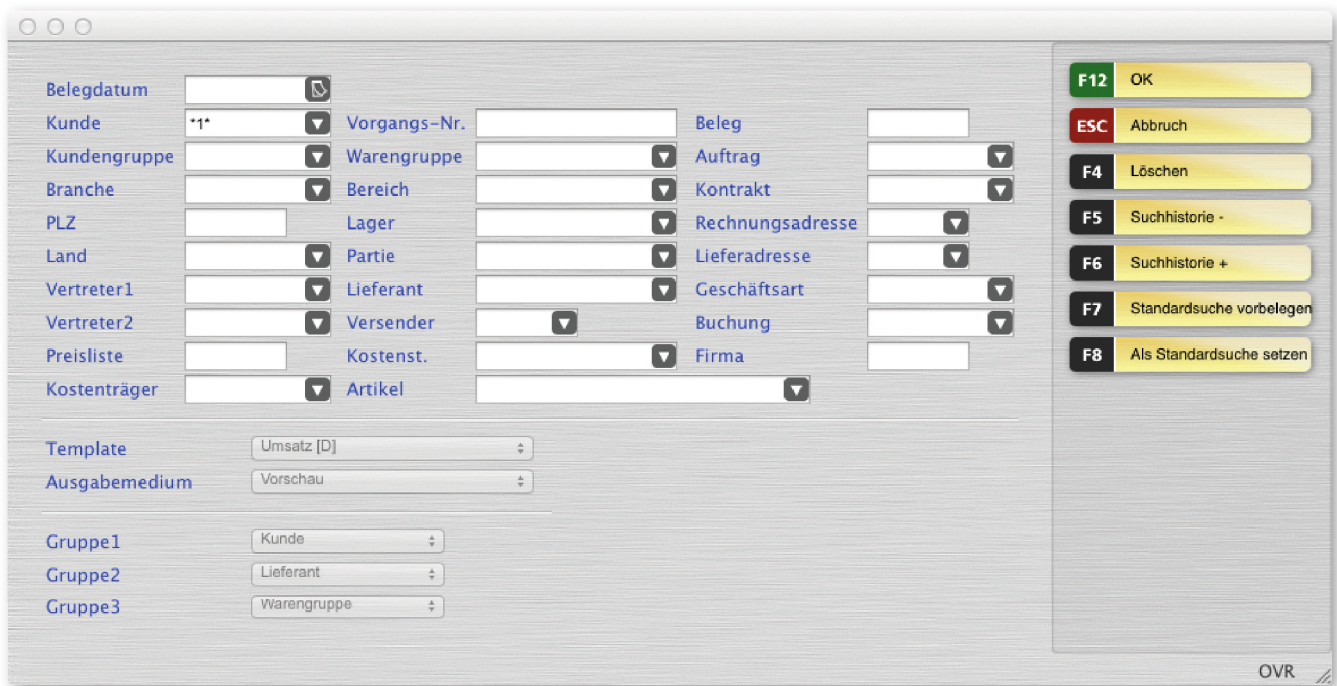 Belegdatum
Kunde *1* Vorgangs-Nr. Beleg
Kundengruppe Warengruppe Auftrag
Branche Bereich Kontrakt
PLZ Lager Rechnungsadresse
Land Partie Lieferadresse
Vertreter1 Lieferant Geschäftsart
Vertreter2 Versender Buchung
Preisliste Kostenst. Firma
Kostenträger Artikel
Template Umsatz [D]
Ausgabemedium Vorschau
Gruppe1 Kunde
Gruppe2 Lieferant
Gruppe3 Warengruppe
F12 OK
ESC Abbruch
F4 Löschen
F5 Suchhistorie -
F6 Suchhistorie +
F7 Standardsuche vorbelegen
F8 Als Standardsuche setzen
OVR